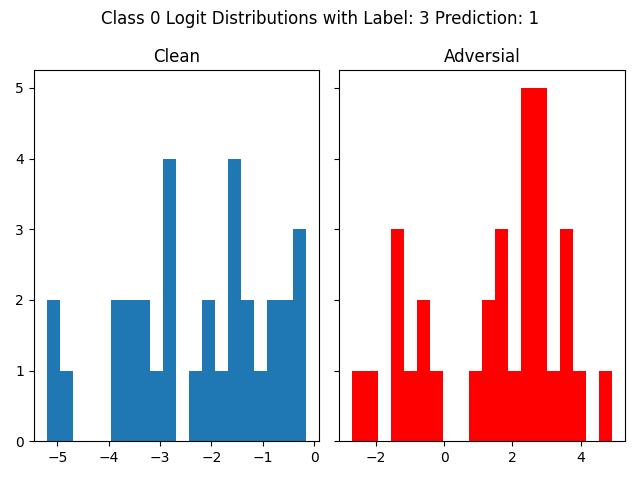 Class 0 Logit Distributions with Label: 3 Prediction: 1
Clean
Adversial
5
4
3
2
1
0
−5 −4 −3 −2 −1 0
−2 0 2 4